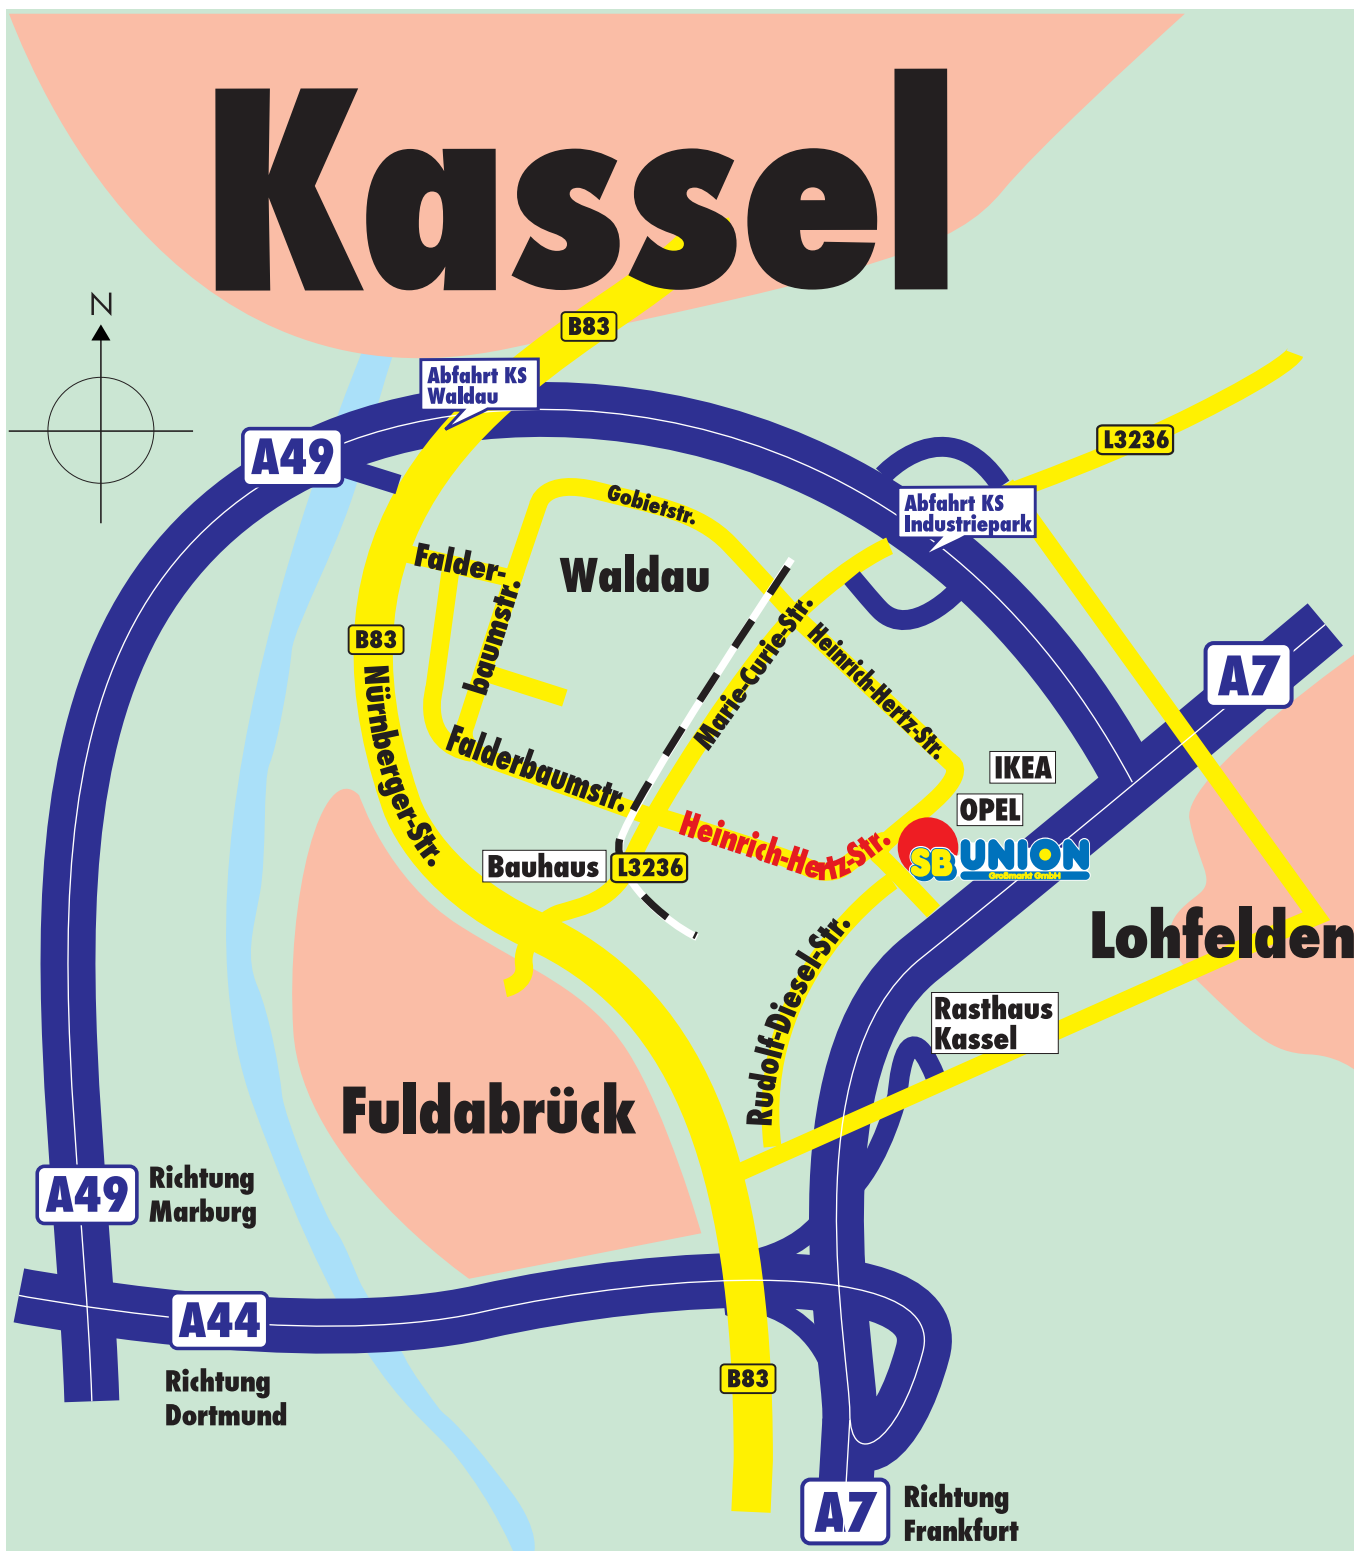 Kassel
N
B83
Abfahrt KS
Waldau
A49
L3236
Abfahrt KS
Industriepark
Gobietstr.
Falder-
baumstr.
Waldau
B83
Nürnberger-Str.
Marie-Curie-Str.
Heinrich-Hertz-Str.
A7
Falderbaumstr.
IKEA
OPEL
Heinrich-Hertz-Str.
SB UNION
Großmarkt GmbH
Bauhaus
L3236
Lohfelden
Rudolf-Diesel-Str.
Rasthaus
Kassel
Fuldabrück
A49
Richtung
Marburg
A44
Richtung
Dortmund
B83
A7
Richtung
Frankfurt